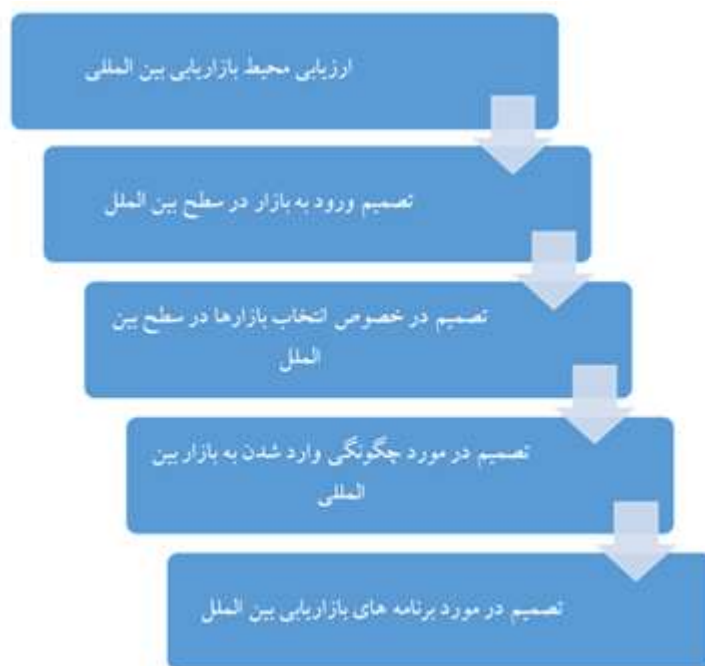 ارزیابی محیط بازاریابی بین المللی
تصمیم ورود به بازار در سطح بین الملل
تصمیم در خصوص انتخاب بازارها در سطح بین
الملل
تصمیم در مورد چگونگی وارد شدن به بازار بین
المللی
تصمیم در مورد برنامه های بازاریابی بین الملل